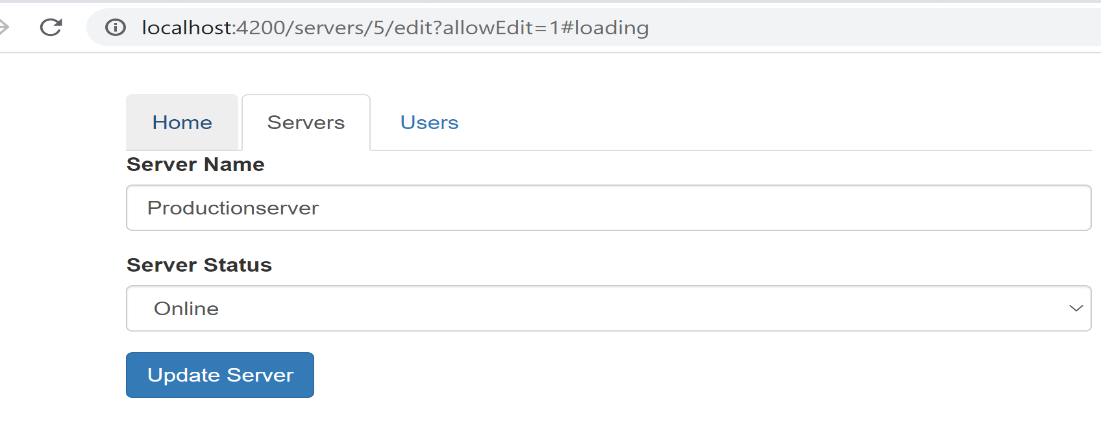 localhost:4200/servers/5/edit?allowEdit=1#loading
Home Servers Users
Server Name
Productionserver
Server Status
Online
Update Server